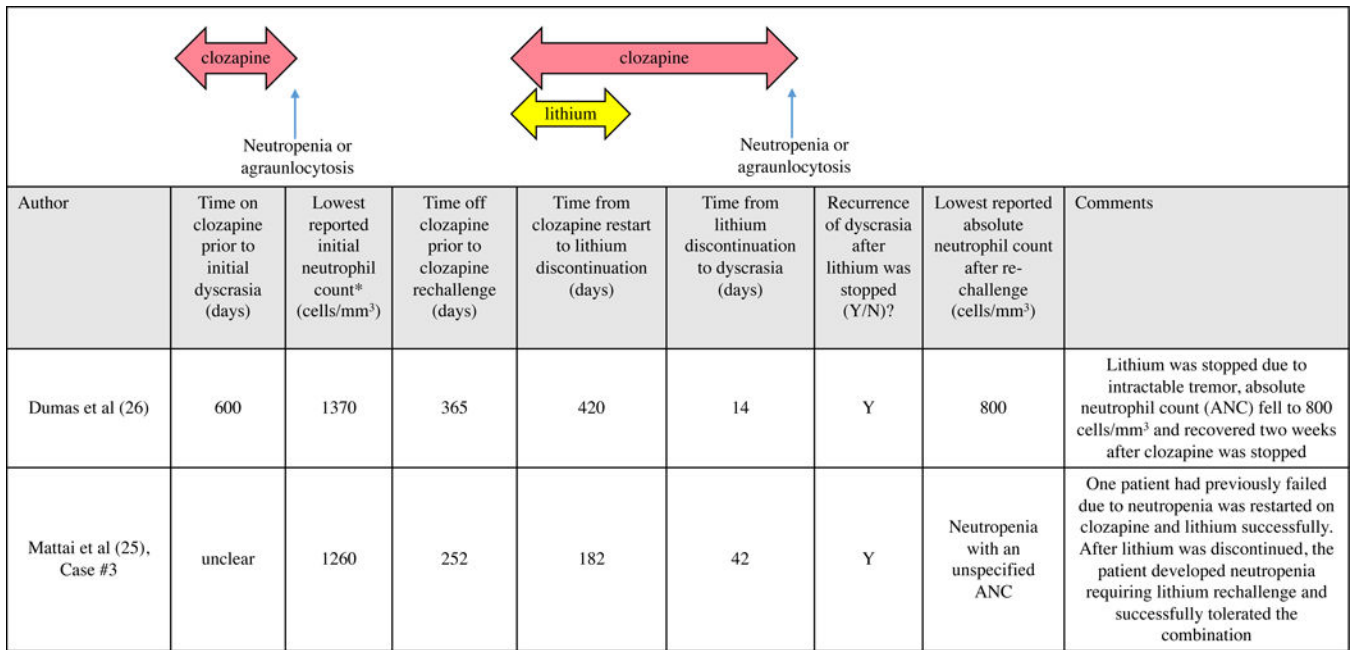 clozapine
clozapine
lithium
Neutropenia or
agraunlocytosis
Neutropenia or
agraunlocytosis
Author
Time on
clozapine
prior to
initial
dyscrasia
(days)
Lowest
reported
initial
neutrophil
count*
(cells/mm³)
Time off
clozapine
prior to
clozapine
rechallenge
(days)
Time from
clozapine restart
to lithium
discontinuation
(days)
Time from
lithium
discontinuation
to dyscrasia
(days)
Recurrence
of dyscrasia
after
lithium was
stopped
(Y/N)?
Lowest reported
absolute
neutrophil count
after re-
challenge
(cells/mm³)
Comments
Dumas et al (26)
600
1370
365
420
14
Y
800
Lithium was stopped due to
intractable tremor, absolute
neutrophil count (ANC) fell to 800
cells/mm³ and recovered two weeks
after clozapine was stopped
Mattai et al (25),
Case #3
unclear
1260
252
182
42
Y
Neutropenia
with an
unspecified
ANC
One patient had previously failed
due to neutropenia was restarted on
clozapine and lithium successfully.
After lithium was discontinued, the
patient developed neutropenia
requiring lithium rechallenge and
successfully tolerated the
combination